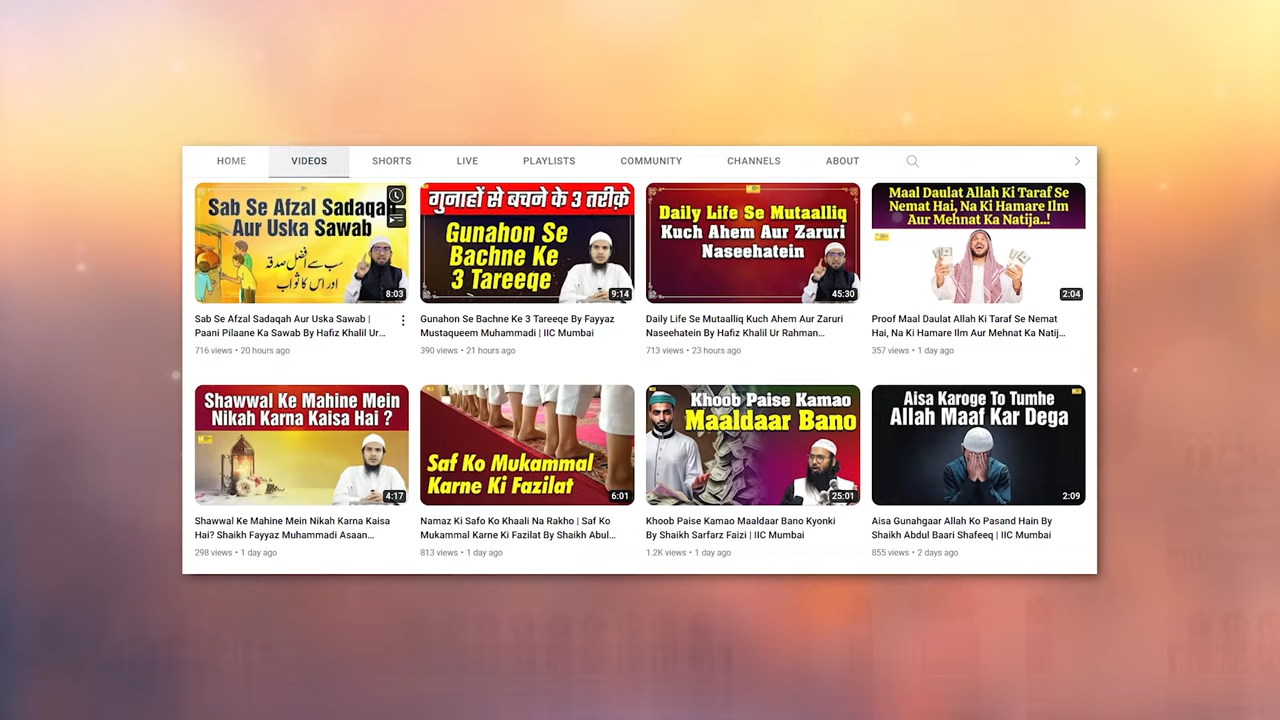 HOME VIDEOS SHORTS LIVE PLAYLISTS COMMUNITY CHANNELS ABOUT
Sab Se Afzal Sadaqah
Aur Uska Sawab
سب سے افضل صدقہ
اور اس کا ثواب
8:03
Sab Se Afzal Sadaqah Aur Uska Sawab |
Paani Pilaane Ka Sawab By Hafiz Khalil Ur...
716 views • 20 hours ago
गुनाहों से बचने के 3 तरीक़े
Gunahon Se
Bachne Ke
3 Tareeqe
9:14
Gunahon Se Bachne Ke 3 Tareeqe By Fayyaz
Mustaqueem Muhammadi | IIC Mumbai
390 views • 21 hours ago
Daily Life Se Mutaalliq
Kuch Ahem Aur Zaruri
Naseehatein
45:30
Daily Life Se Mutaalliq Kuch Ahem Aur Zaruri
Naseehatein By Hafiz Khalil Ur Rahman...
713 views • 23 hours ago
Maal Daulat Allah Ki Taraf Se
Nemat Hai, Na Ki Hamare Ilm
Aur Mehnat Ka Natija..!
2:04
Proof Maal Daulat Allah Ki Taraf Se Nemat
Hai, Na Ki Hamare Ilm Aur Mehnat Ka Natij...
357 views • 1 day ago
Shawwal Ke Mahine Mein
Nikah Karna Kaisa Hai ?
4:17
Shawwal Ke Mahine Mein Nikah Karna Kaisa
Hai? Shaikh Fayyaz Muhammadi Asaan...
298 views • 1 day ago
Saf Ko Mukammal
Karne Ki Fazilat
6:01
Namaz Ki Safo Ko Khaali Na Rakho | Saf Ko
Mukammal Karne Ki Fazilat By Shaikh Abul...
813 views • 1 day ago
Khoob Paise Kamao
Maaldaar Bano
25:01
Khoob Paise Kamao Maaldaar Bano Kyonki
By Shaikh Sarfarz Faizi | IIC Mumbai
1.2K views • 1 day ago
Aisa Karoge To Tumhe
Allah Maaf Kar Dega
2:09
Aisa Gunahgaar Allah Ko Pasand Hain By
Shaikh Abdul Baari Shafeeq | IIC Mumbai
855 views • 2 days ago